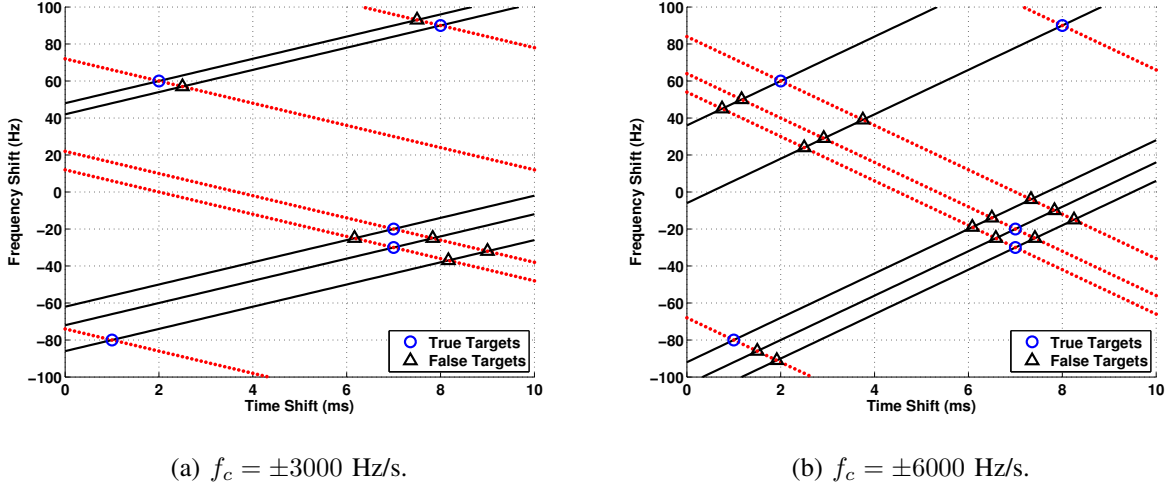 100
80
60
40
20
0
−20
−40
−60
−80
−100
0 2 4 6 8 10
Time Shift (ms)
Frequency Shift (Hz)
True Targets
False Targets
(a) f_c = ±3000 Hz/s.
100
80
60
40
20
0
−20
−40
−60
−80
−100
0 2 4 6 8 10
Time Shift (ms)
Frequency Shift (Hz)
True Targets
False Targets
(b) f_c = ±6000 Hz/s.